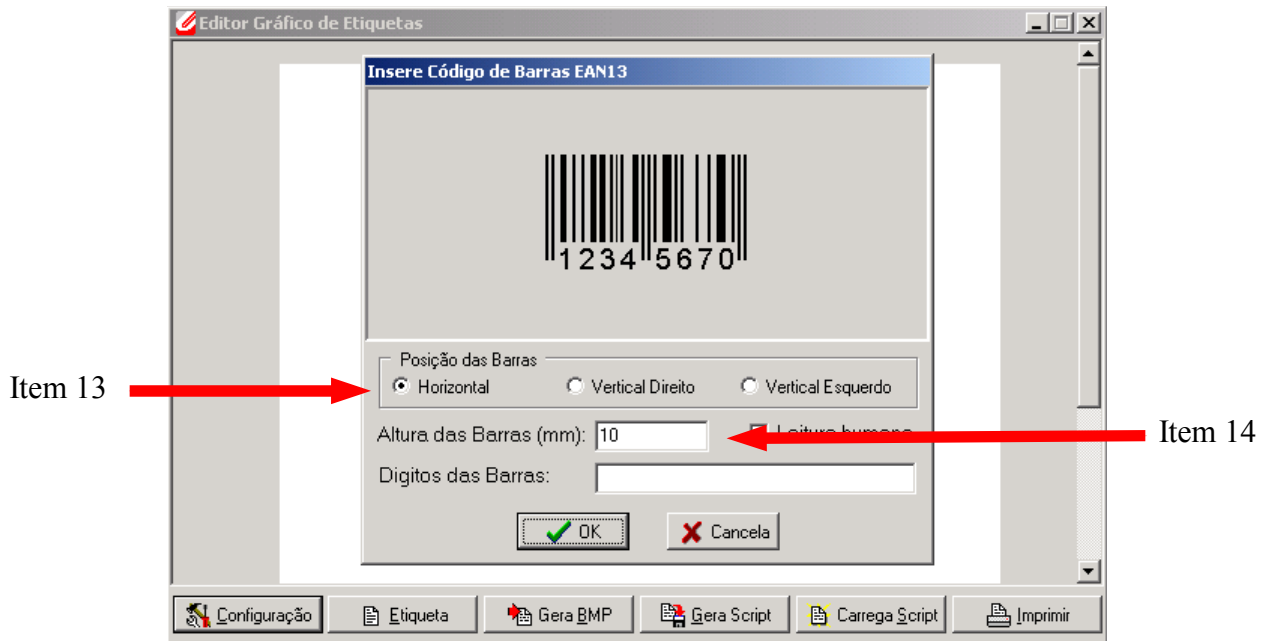 Editor Gráfico de Etiquetas
Insere Código de Barras EAN13
1234 5670
Posição das Barras
Item 13
Horizontal Vertical Direito Vertical Esquerdo
Altura das Barras (mm): 10
Item 14
Digitos das Barras:
OK Cancela
Configuração Etiqueta Gera BMP Gera Script Carrega Script Imprimir